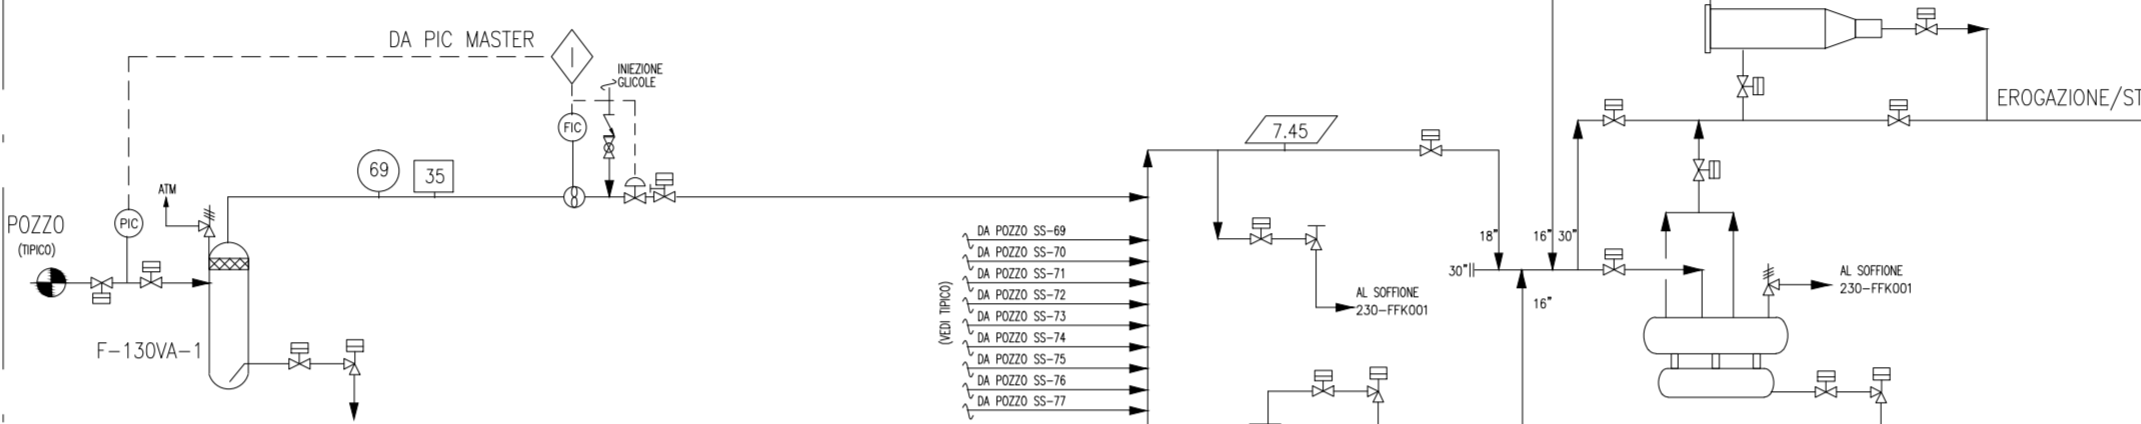 DA PIC MASTER
INIEZIONE
GLICOLE
FIC
69
35
ATM
PIC
POZZO
(TIPICO)
F-130VA-1
(VEDI TIPICO)
DA POZZO SS-69
DA POZZO SS-70
DA POZZO SS-71
DA POZZO SS-72
DA POZZO SS-73
DA POZZO SS-74
DA POZZO SS-75
DA POZZO SS-76
DA POZZO SS-77
7.45
AL SOFFIONE
230-FFK001
18"
16"
30"
30"
16"
EROGAZIONE/ST
AL SOFFIONE
230-FFK001